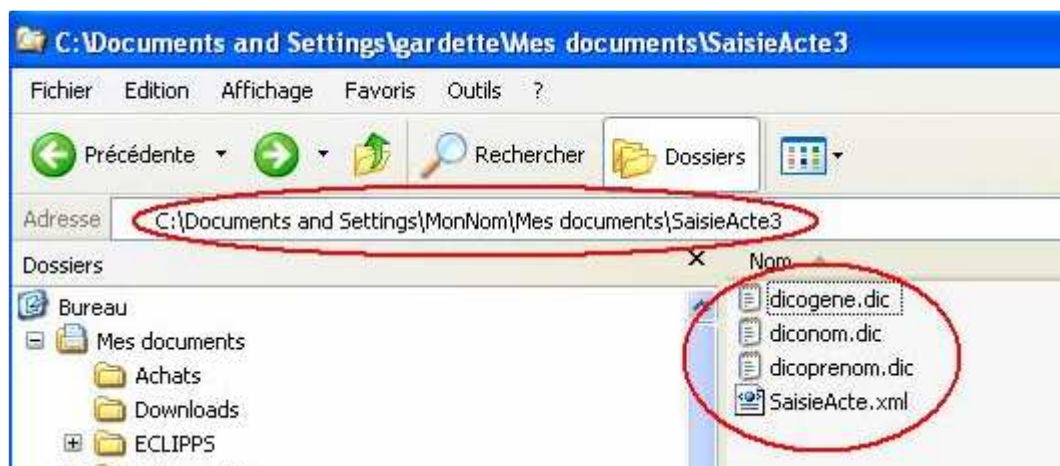 C:\Documents and Settings\gardette\Mes documents\SaisieActe3
Fichier Edition Affichage Favoris Outils ?
Précédente Rechercher Dossiers
Adresse C:\Documents and Settings\MonNom\Mes documents\SaisieActe3
Dossiers X Nom
Bureau
Mes documents
Achats
Downloads
ECLIPPS
dicogene.dic
diconom.dic
dicoprenom.dic
SaisieActe.xml